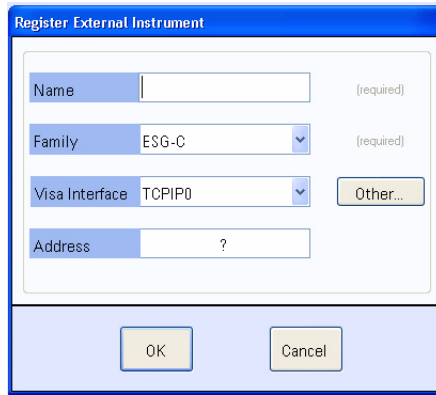 Register External Instrument
Name (required)
Family ESG-C (required)
Visa Interface TCPIP0 Other...
Address ?
OK Cancel